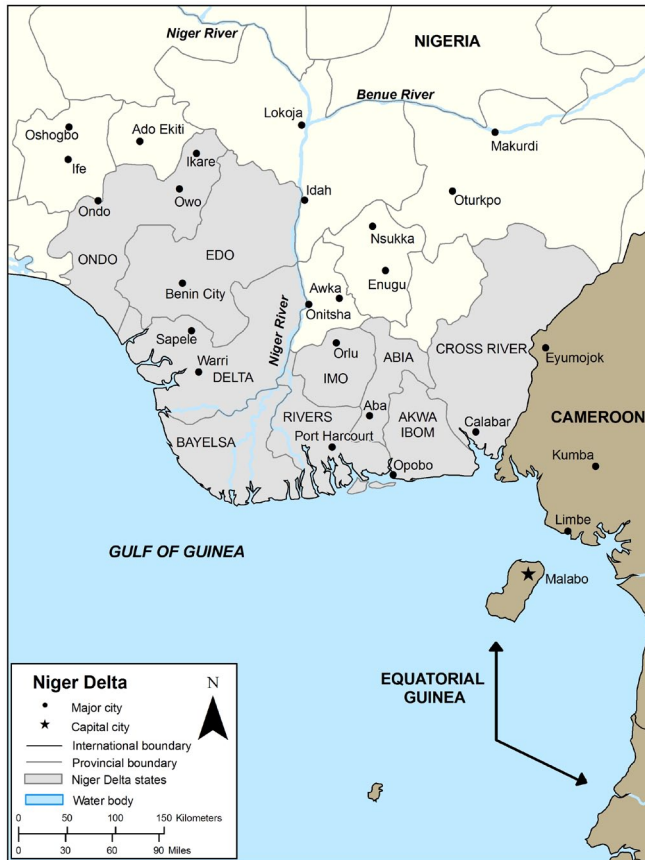 Niger River
NIGERIA
Benue River
Lokoja
Oshogbo
Ado Ekiti
Makurdi
Ikare
Ife
Idah
Oturkpo
Owo
Ondo
Nsukka
ONDO
EDO
Enugu
Benin City
Awka
Onitsha
Niger River
Sapele
Orlu
ABIA
CROSS RIVER
Eyumojok
Warri
DELTA
IMO
RIVERS
Aba
AKWA
IBOM
CAMEROON
Calabar
BAYELSA
Port Harcourt
Kumba
Opobo
Limbe
GULF OF GUINEA
Malabo
EQUATORIAL
GUINEA
Niger Delta
N
Major city
Capital city
International boundary
Provincial boundary
Niger Delta states
Water body
0 50 100 150 Kilometers
0 30 60 90 Miles